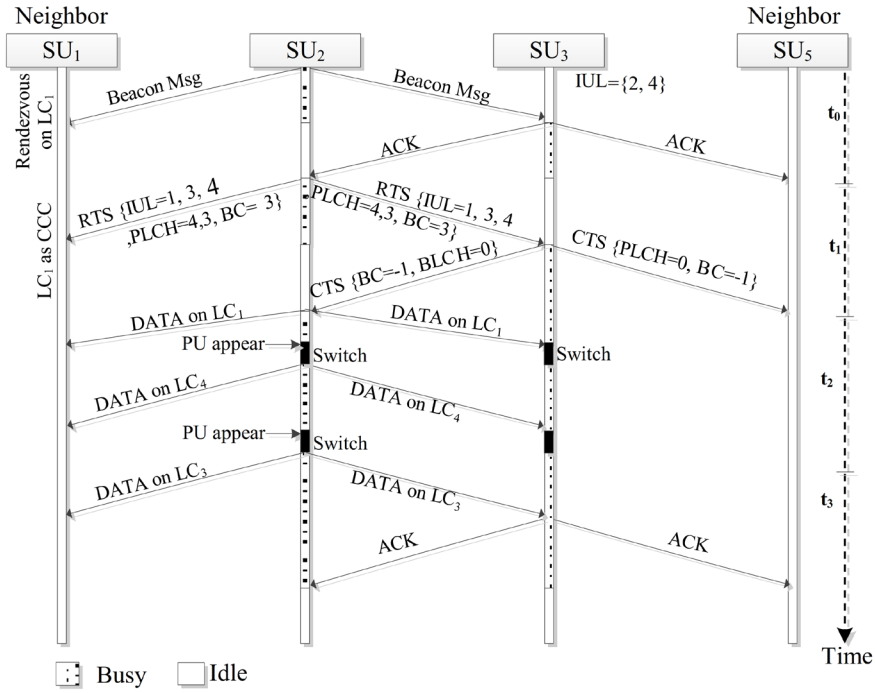 Neighbor
Neighbor
SU1
SU2
SU3
SU5
Rendezvous
on LC1
Beacon Msg
Beacon Msg
IUL={2, 4}
t0
ACK
ACK
LC1 as CCC
RTS {IUL=1, 3, 4
,PLCH=4,3, BC= 3}
RTS {IUL=1, 3, 4
,PLCH=4,3, BC=3}
t1
CTS {BC=-1, BLCH=0}
CTS {PLCH=0, BC=-1}
DATA on LC1
DATA on LC1
PU appear
Switch
Switch
t2
DATA on LC4
DATA on LC4
PU appear
Switch
DATA on LC3
DATA on LC3
t3
ACK
ACK
Time
Busy
Idle